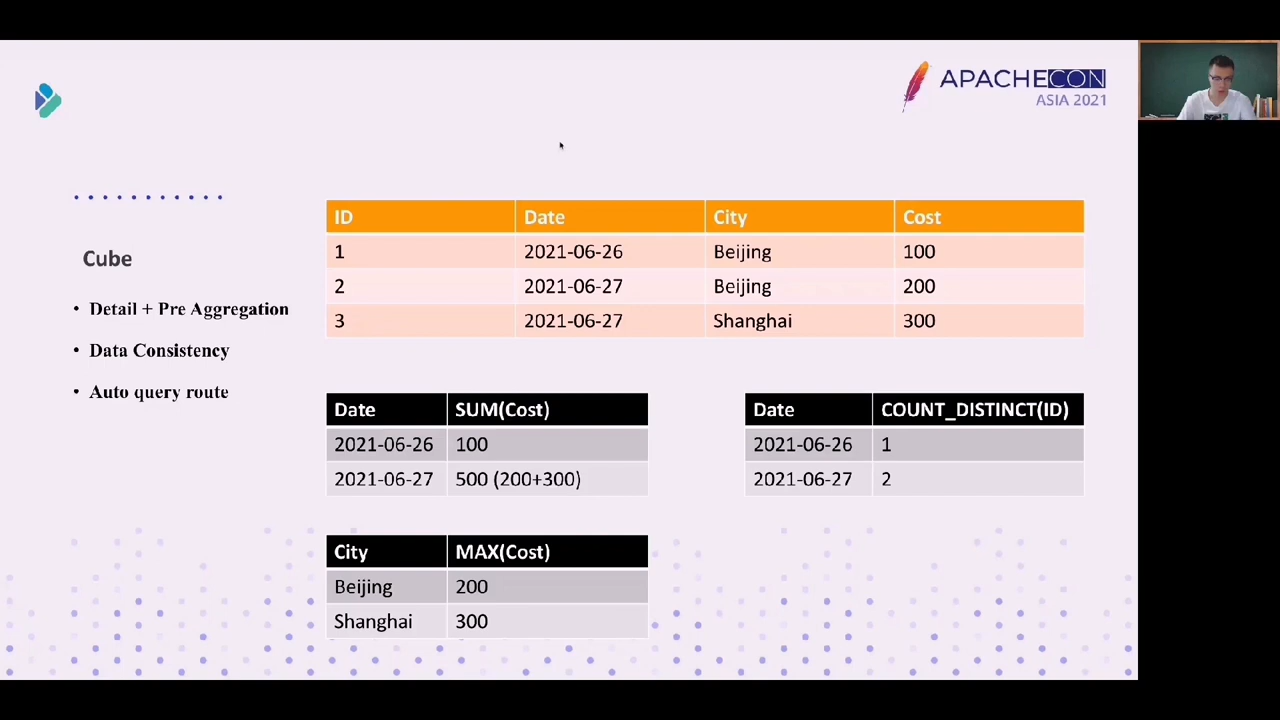 APACHECON
ASIA 2021
Cube
• Detail + Pre Aggregation
• Data Consistency
• Auto query route
ID Date City Cost
1 2021-06-26 Beijing 100
2 2021-06-27 Beijing 200
3 2021-06-27 Shanghai 300
Date SUM(Cost)
2021-06-26 100
2021-06-27 500 (200+300)
Date COUNT_DISTINCT(ID)
2021-06-26 1
2021-06-27 2
City MAX(Cost)
Beijing 200
Shanghai 300